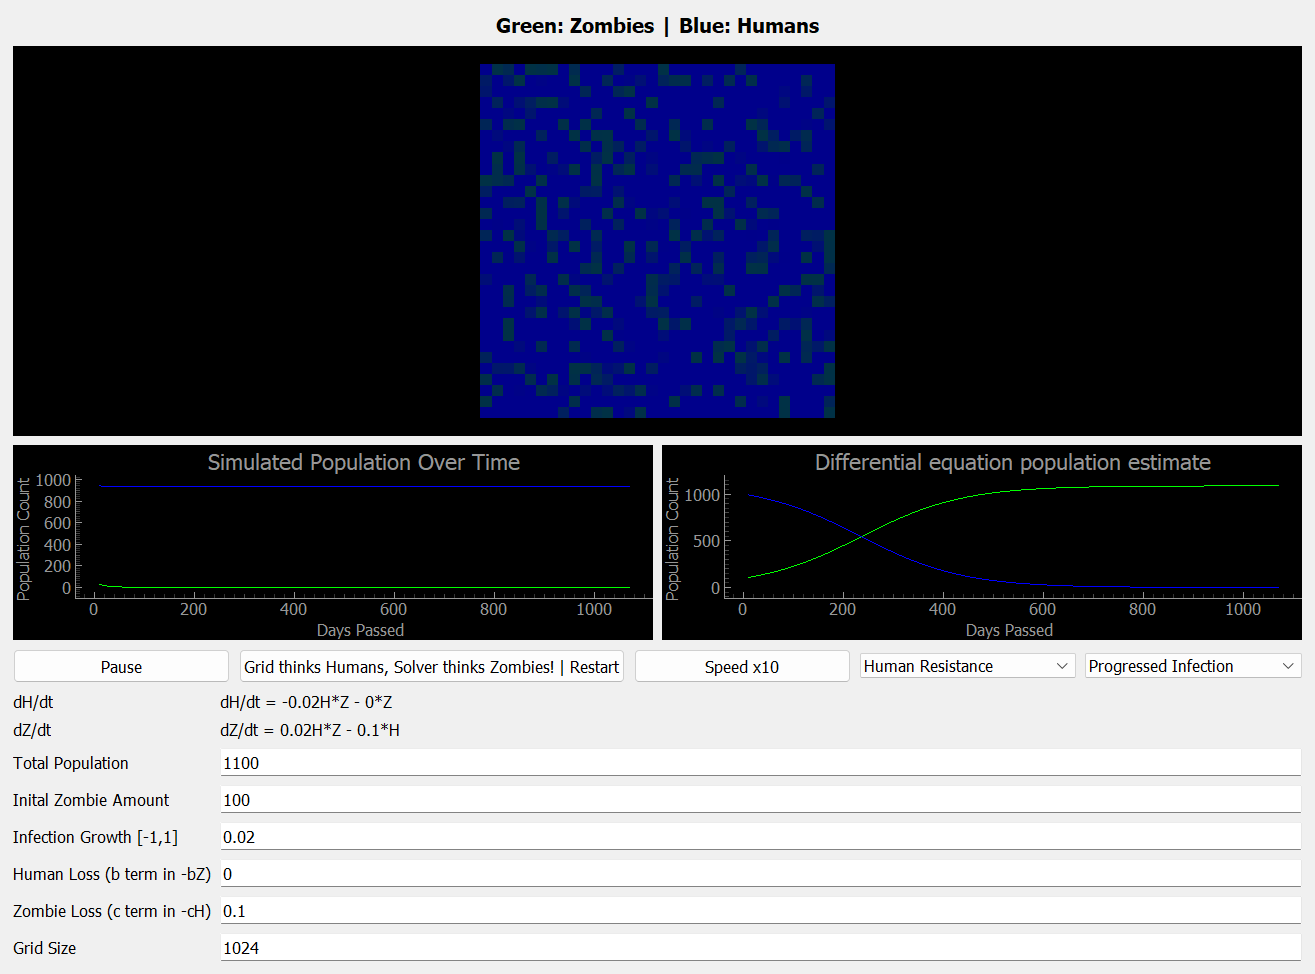 Green: Zombies | Blue: Humans
Simulated Population Over Time
Population Count
1000
800
600
400
200
0
0 200 400 600 800 1000
Days Passed
Differential equation population estimate
Population Count
1000
500
0
0 200 400 600 800 1000
Days Passed
Pause Grid thinks Humans, Solver thinks Zombies! | Restart Speed x10 Human Resistance Progressed Infection
dH/dt dH/dt = -0.02H*Z - 0*Z
dZ/dt dZ/dt = 0.02H*Z - 0.1*H
Total Population 1100
Inital Zombie Amount 100
Infection Growth [-1,1] 0.02
Human Loss (b term in -bZ) 0
Zombie Loss (c term in -cH) 0.1
Grid Size 1024